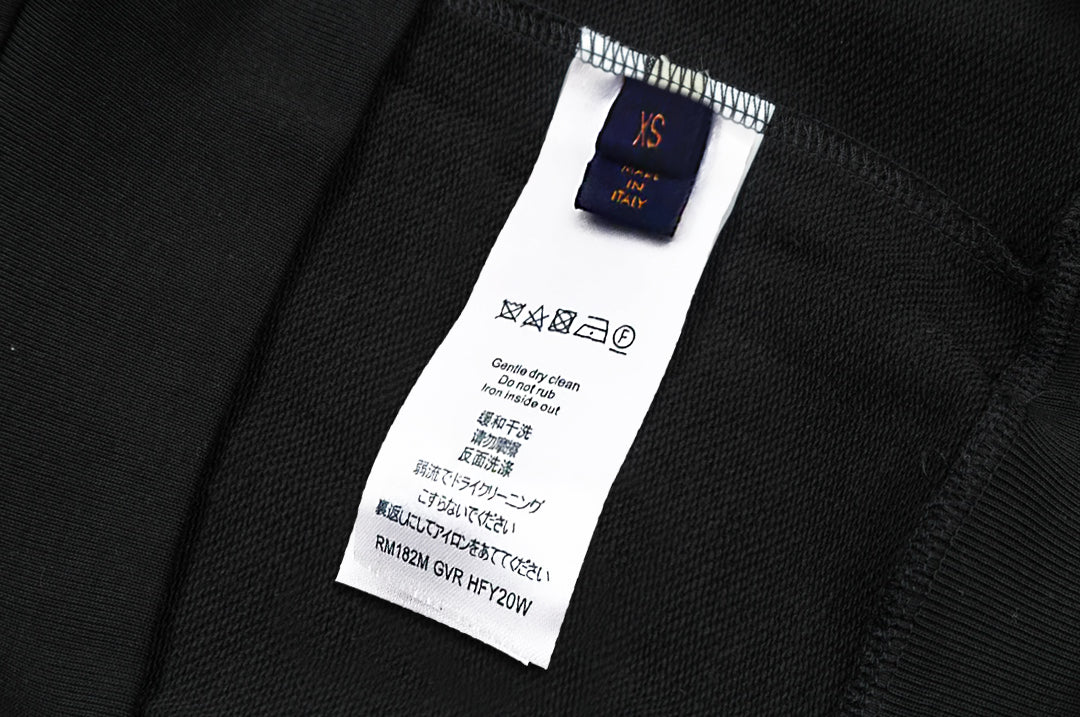 XS
MADE
IN
ITALY
F
Gentle dry clean
Do not rub
Iron inside out
缓和干洗
请勿摩擦
反面洗涤
弱流でドライクリーニング
こすらないでください
裏返しにしてアイロンをあててください
RM182M GVR HFY20W